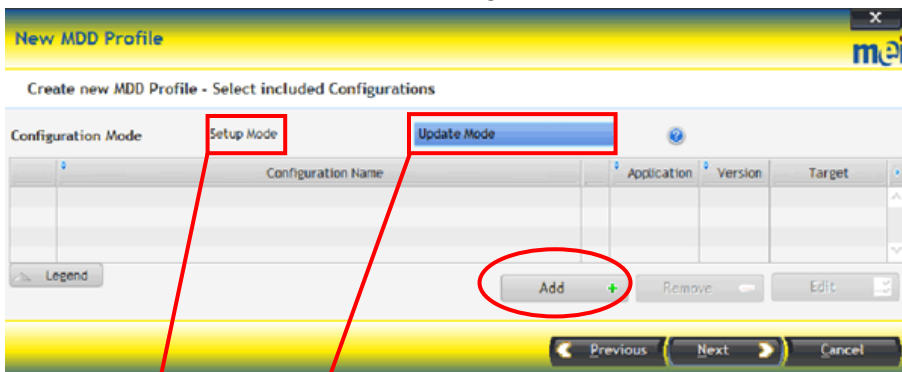 x
New MDD Profile
mei
Create new MDD Profile - Select included Configurations
Configuration Mode Setup Mode Update Mode ?
Configuration Name Application Version Target
Legend
Add + Remove Edit
Previous Next Cancel